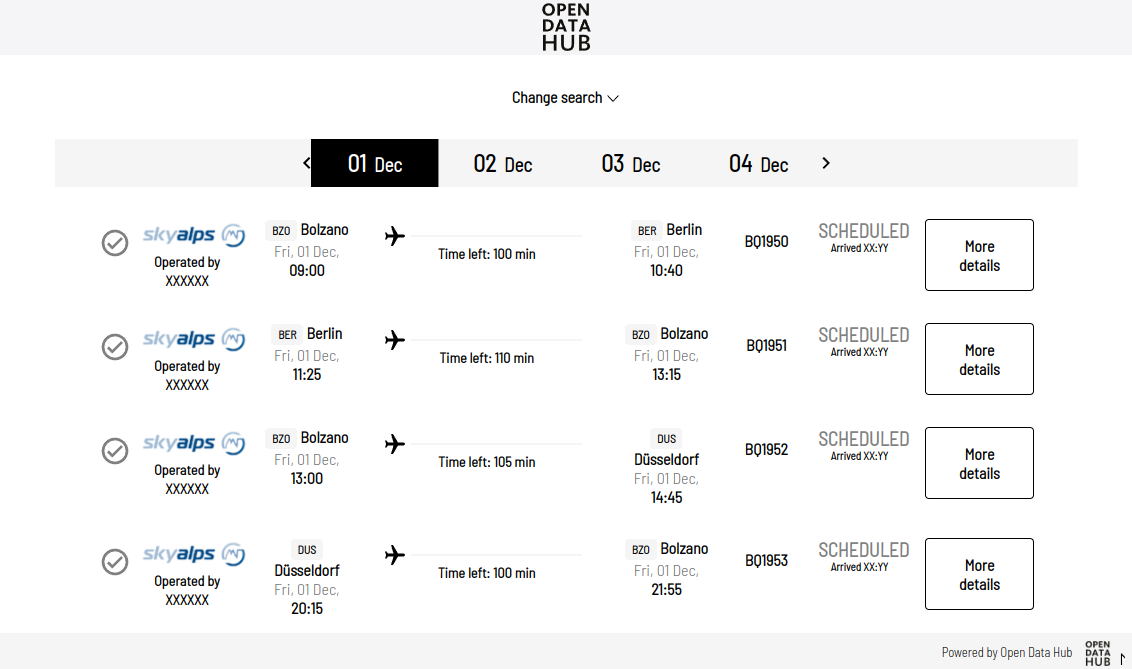 OPEN
DATA
HUB
Change search
01 Dec
02 Dec
03 Dec
04 Dec
skyalps
Operated by
XXXXXX
BZO Bolzano
Fri, 01 Dec,
09:00
Time left: 100 min
BER Berlin
Fri, 01 Dec,
10:40
BQ1950
SCHEDULED
Arrived XX:YY
More
details
skyalps
Operated by
XXXXXX
BER Berlin
Fri, 01 Dec,
11:25
Time left: 110 min
BZO Bolzano
Fri, 01 Dec,
13:15
BQ1951
SCHEDULED
Arrived XX:YY
More
details
skyalps
Operated by
XXXXXX
BZO Bolzano
Fri, 01 Dec,
13:00
Time left: 105 min
DUS
Düsseldorf
Fri, 01 Dec,
14:45
BQ1952
SCHEDULED
Arrived XX:YY
More
details
skyalps
Operated by
XXXXXX
DUS
Düsseldorf
Fri, 01 Dec,
20:15
Time left: 100 min
BZO Bolzano
Fri, 01 Dec,
21:55
BQ1953
SCHEDULED
Arrived XX:YY
More
details
Powered by Open Data Hub
OPEN
DATA
HUB